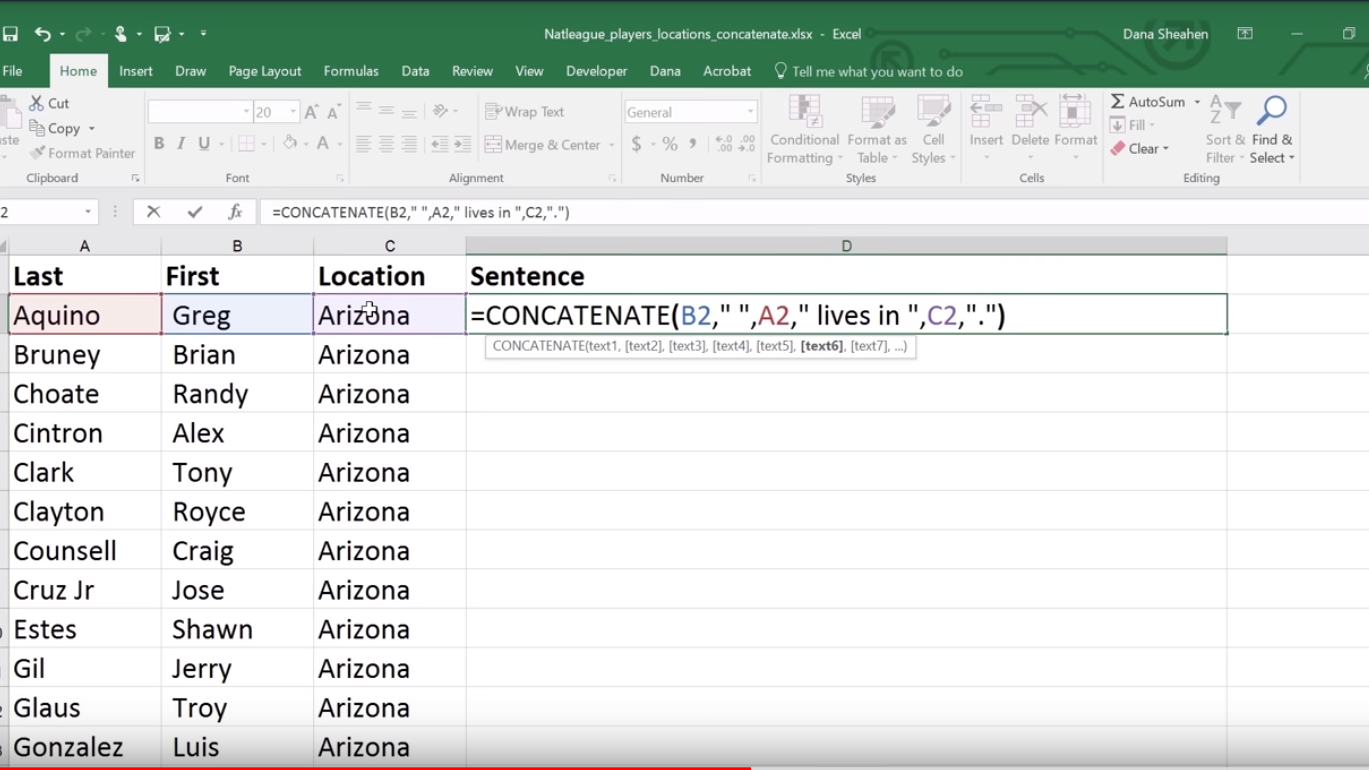 Natleague_players_locations_concatenate.xlsx - Excel
Dana Sheahen
File Home Insert Draw Page Layout Formulas Data Review View Developer Dana Acrobat Tell me what you want to do
Cut
Copy
Format Painter
Clipboard
20
B I U
Font
Wrap Text
Merge & Center
Alignment
General
$ % ,
Number
Conditional Formatting
Format as Table
Cell Styles
Styles
Insert Delete Format
Cells
AutoSum
Fill
Clear
Sort & Filter
Find & Select
Editing
2
fx =CONCATENATE(B2," ",A2," lives in ",C2,".")
A B C D
Last First Location Sentence
Aquino Greg Arizona =CONCATENATE(B2," ",A2," lives in ",C2,".")
CONCATENATE(text1, [text2], [text3], [text4], [text5], [text6], [text7], ...)
Bruney Brian Arizona
Choate Randy Arizona
Cintron Alex Arizona
Clark Tony Arizona
Clayton Royce Arizona
Counsell Craig Arizona
Cruz Jr Jose Arizona
Estes Shawn Arizona
Gil Jerry Arizona
Glaus Troy Arizona
Gonzalez Luis Arizona